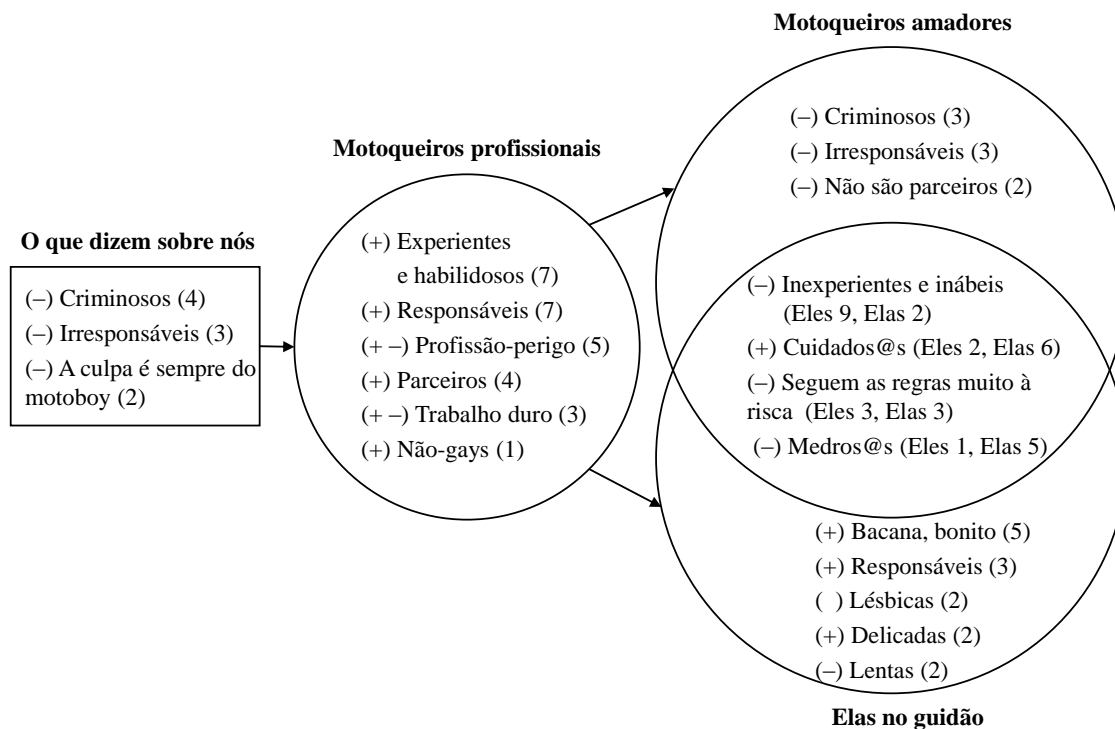 O que dizem sobre nós
(–) Criminosos (4)
(–) Irresponsáveis (3)
(–) A culpa é sempre do
motoboy (2)
Motoqueiros profissionais
(+) Experientes
e habilidosos (7)
(+) Responsáveis (7)
(+ –) Profissão-perigo (5)
(+) Parceiros (4)
(+ –) Trabalho duro (3)
(+) Não-gays (1)
Motoqueiros amadores
(–) Criminosos (3)
(–) Irresponsáveis (3)
(–) Não são parceiros (2)
(–) Inexperientes e inábeis
(Eles 9, Elas 2)
(+) Cuidados@s (Eles 2, Elas 6)
(–) Seguem as regras muito à
risca (Eles 3, Elas 3)
(–) Medros@s (Eles 1, Elas 5)
(+) Bacana, bonito (5)
(+) Responsáveis (3)
( ) Lésbicas (2)
(+) Delicadas (2)
(–) Lentas (2)
Elas no guidão